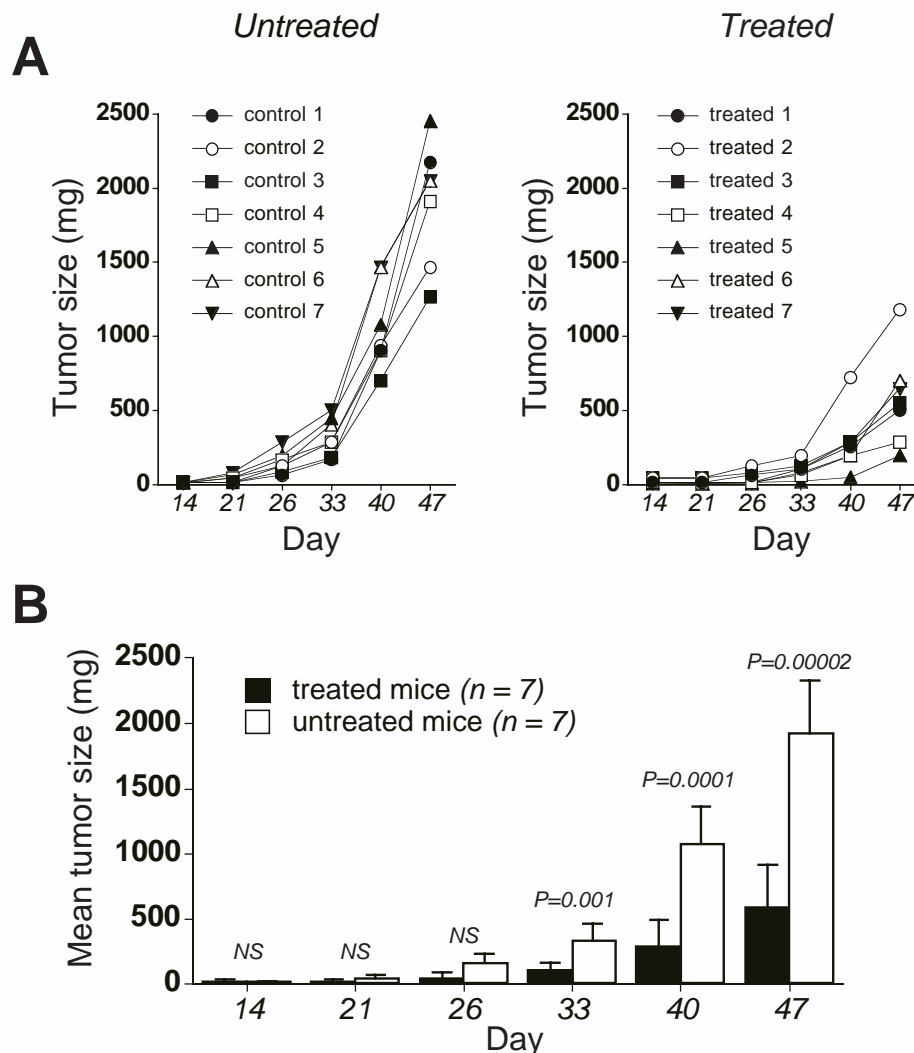 Untreated
Treated
A
Tumor size (mg)
2500
2000
1500
1000
500
0
control 1
control 2
control 3
control 4
control 5
control 6
control 7
14 21 26 33 40 47
Day
Tumor size (mg)
2500
2000
1500
1000
500
0
treated 1
treated 2
treated 3
treated 4
treated 5
treated 6
treated 7
14 21 26 33 40 47
Day
B
Mean tumor size (mg)
2500
2000
1500
1000
500
0
treated mice (n = 7)
untreated mice (n = 7)
NS
NS
NS
P=0.001
P=0.0001
P=0.00002
14 21 26 33 40 47
Day